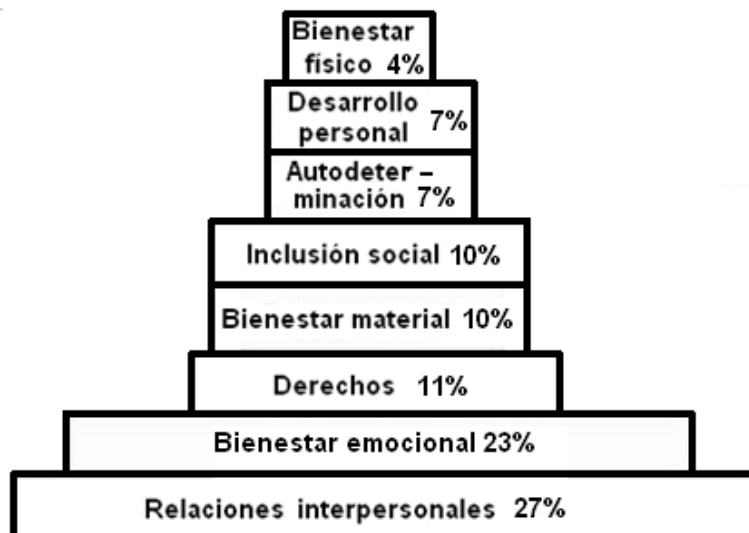 Bienestar
físico 4%
Desarrollo
personal 7%
Autodeter –
minación 7%
Inclusión social 10%
Bienestar material 10%
Derechos 11%
Bienestar emocional 23%
Relaciones interpersonales 27%